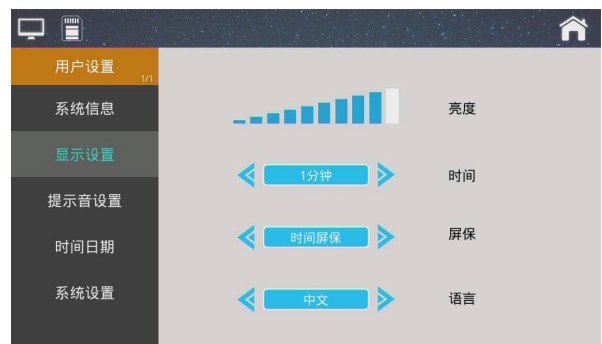 用户设置
1/1
系统信息
显示设置
提示音设置
时间日期
系统设置
亮度
1分钟
时间
时间屏保
屏保
中文
语言